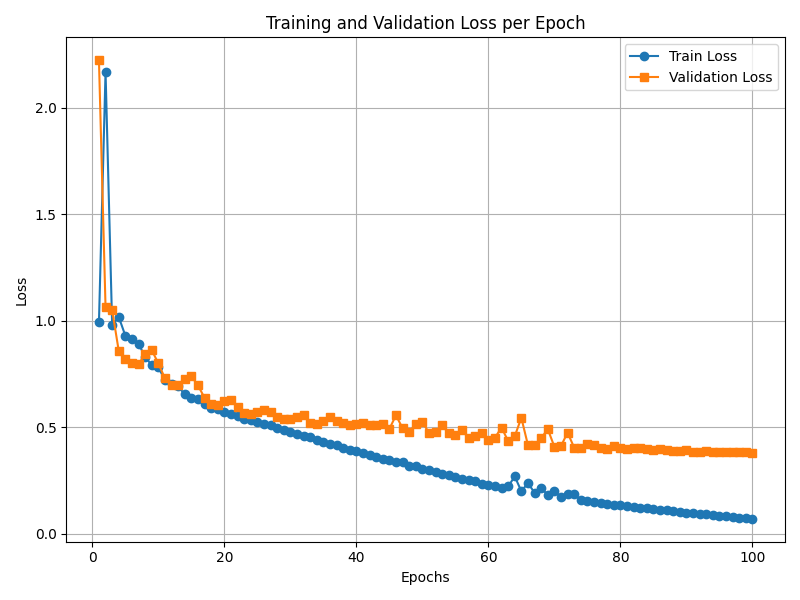 Training and Validation Loss per Epoch
Train Loss
Validation Loss
2.0
1.5
1.0
0.5
0.0
Loss
0 20 40 60 80 100
Epochs